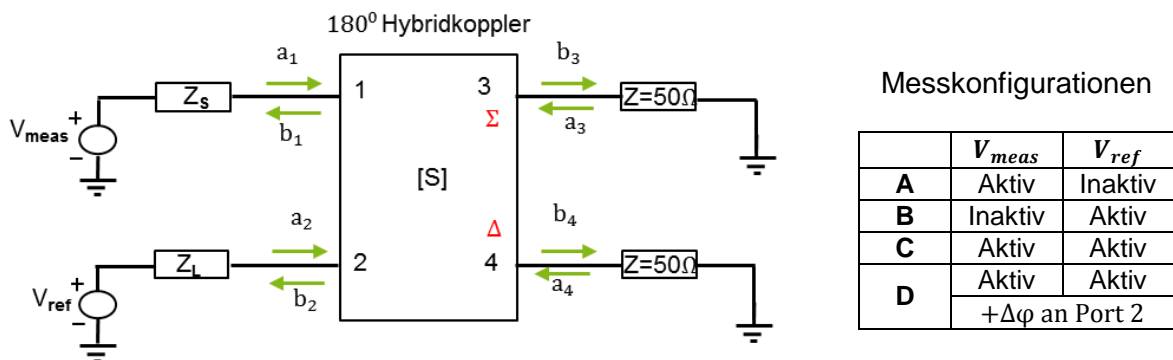 180⁰ Hybridkoppler
a₁
b₃
Z_S
1
3
Z=50Ω
V_meas
+
-
b₁
Σ
a₃
[S]
a₂
b₄
Δ
Z_L
2
4
Z=50Ω
V_ref
+
-
b₂
a₄
Messkonfigurationen
V_meas V_ref
A Aktiv Inaktiv
B Inaktiv Aktiv
C Aktiv Aktiv
D Aktiv Aktiv
+Δφ an Port 2